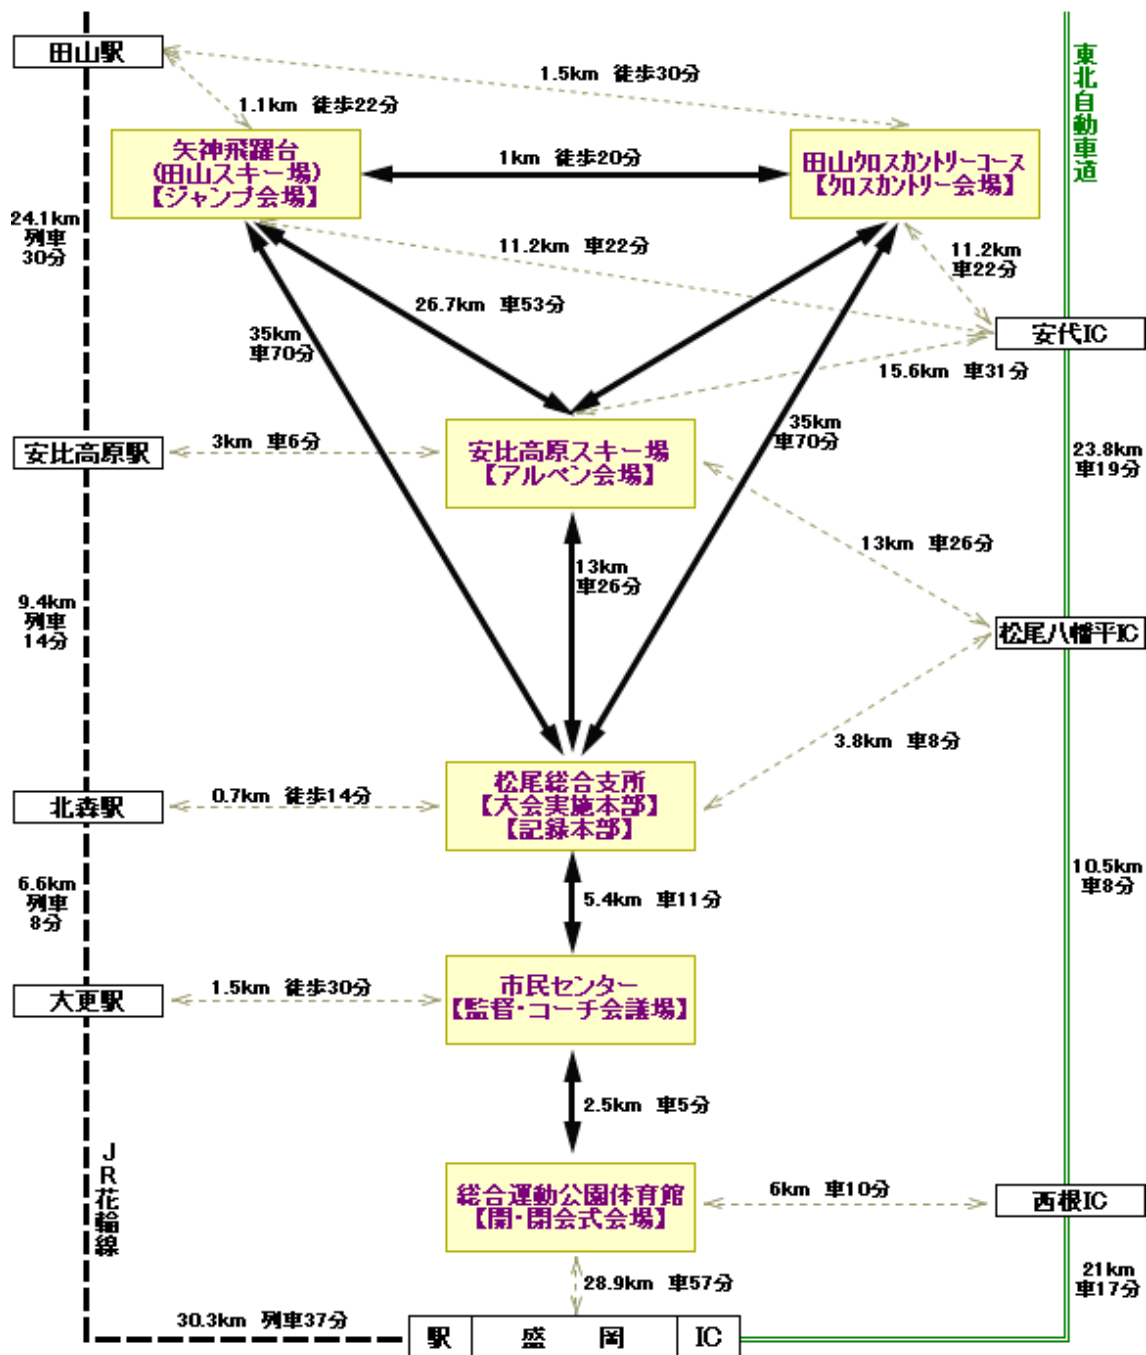 田山駅
1.5km 徒歩30分
1.1km 徒歩22分
東北自動車道
矢神飛躍台
(田山スキー場)
【ジャンプ会場】
1km 徒歩20分
田山ｸﾛｽｶﾝﾄﾘｰｺｰｽ
【ｸﾛｽｶﾝﾄﾘｰ会場】
24.1km
列車
30分
11.2km 車22分
11.2km
車22分
26.7km 車53分
35km
車70分
安代IC
15.6km 車31分
35km
車70分
安比高原駅
3km 車6分
安比高原スキー場
【アルペン会場】
23.8km
車19分
13km 車26分
13km
車26分
9.4km
列車
14分
松尾八幡平IC
3.8km 車8分
北森駅
0.7km 徒歩14分
松尾総合支所
【大会実施本部】
【記録本部】
6.6km
列車
8分
5.4km 車11分
10.5km
車8分
大更駅
1.5km 徒歩30分
市民センター
【監督・コーチ会議場】
2.5km 車5分
JR花輪線
総合運動公園体育館
【開・閉会式会場】
6km 車10分
西根IC
28.9km 車57分
21km
車17分
30.3km 列車37分
駅 盛岡 IC